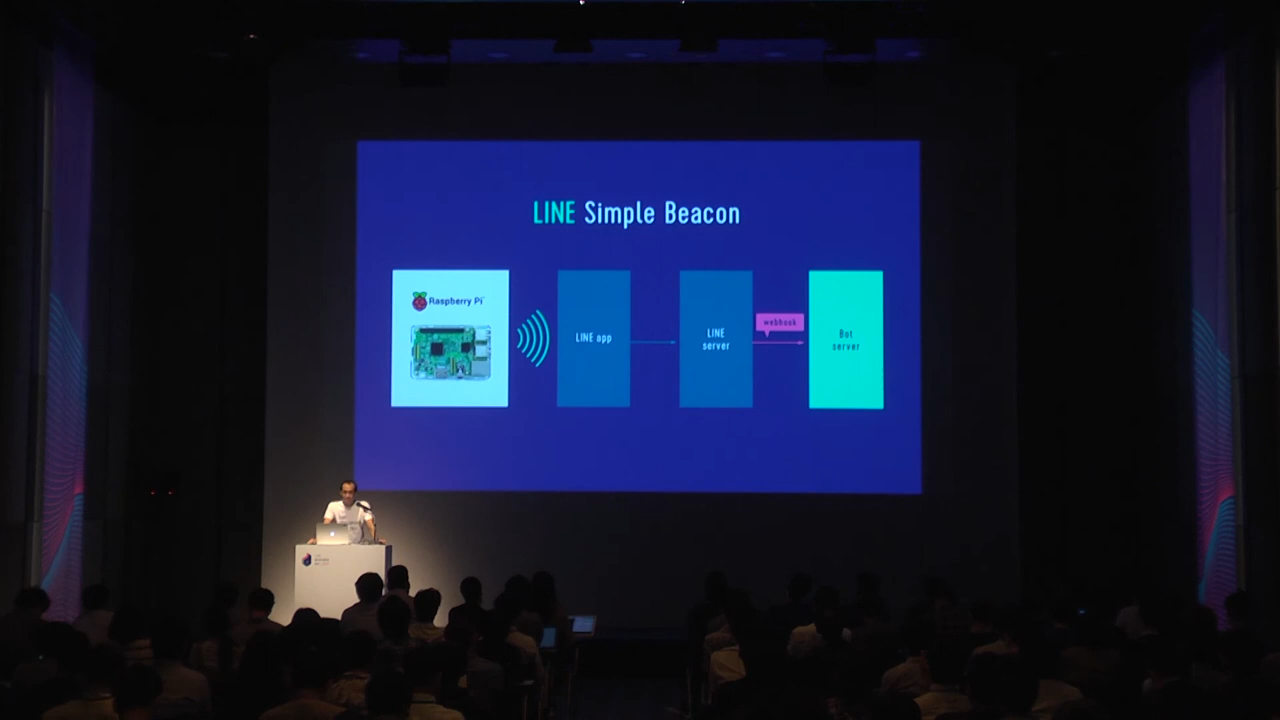 LINE Simple Beacon
Raspberry Pi
LINE app
LINE
server
webhook
Bot
server